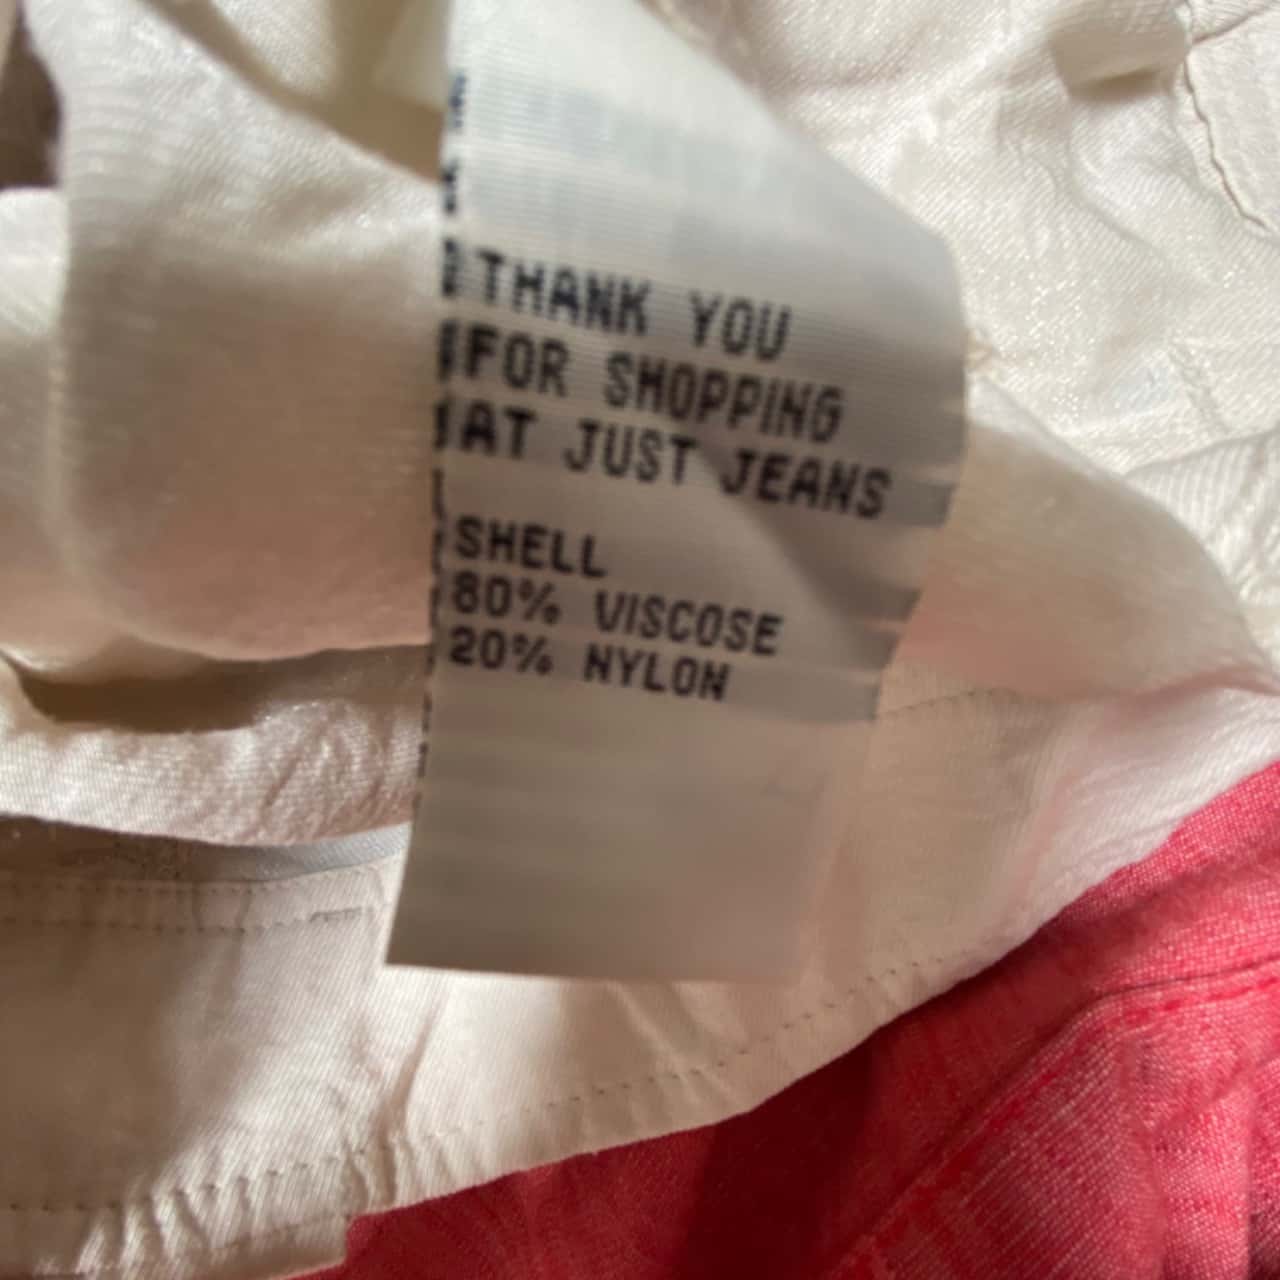 THANK YOU
FOR SHOPPING
AT JUST JEANS
SHELL
80% VISCOSE
20% NYLON